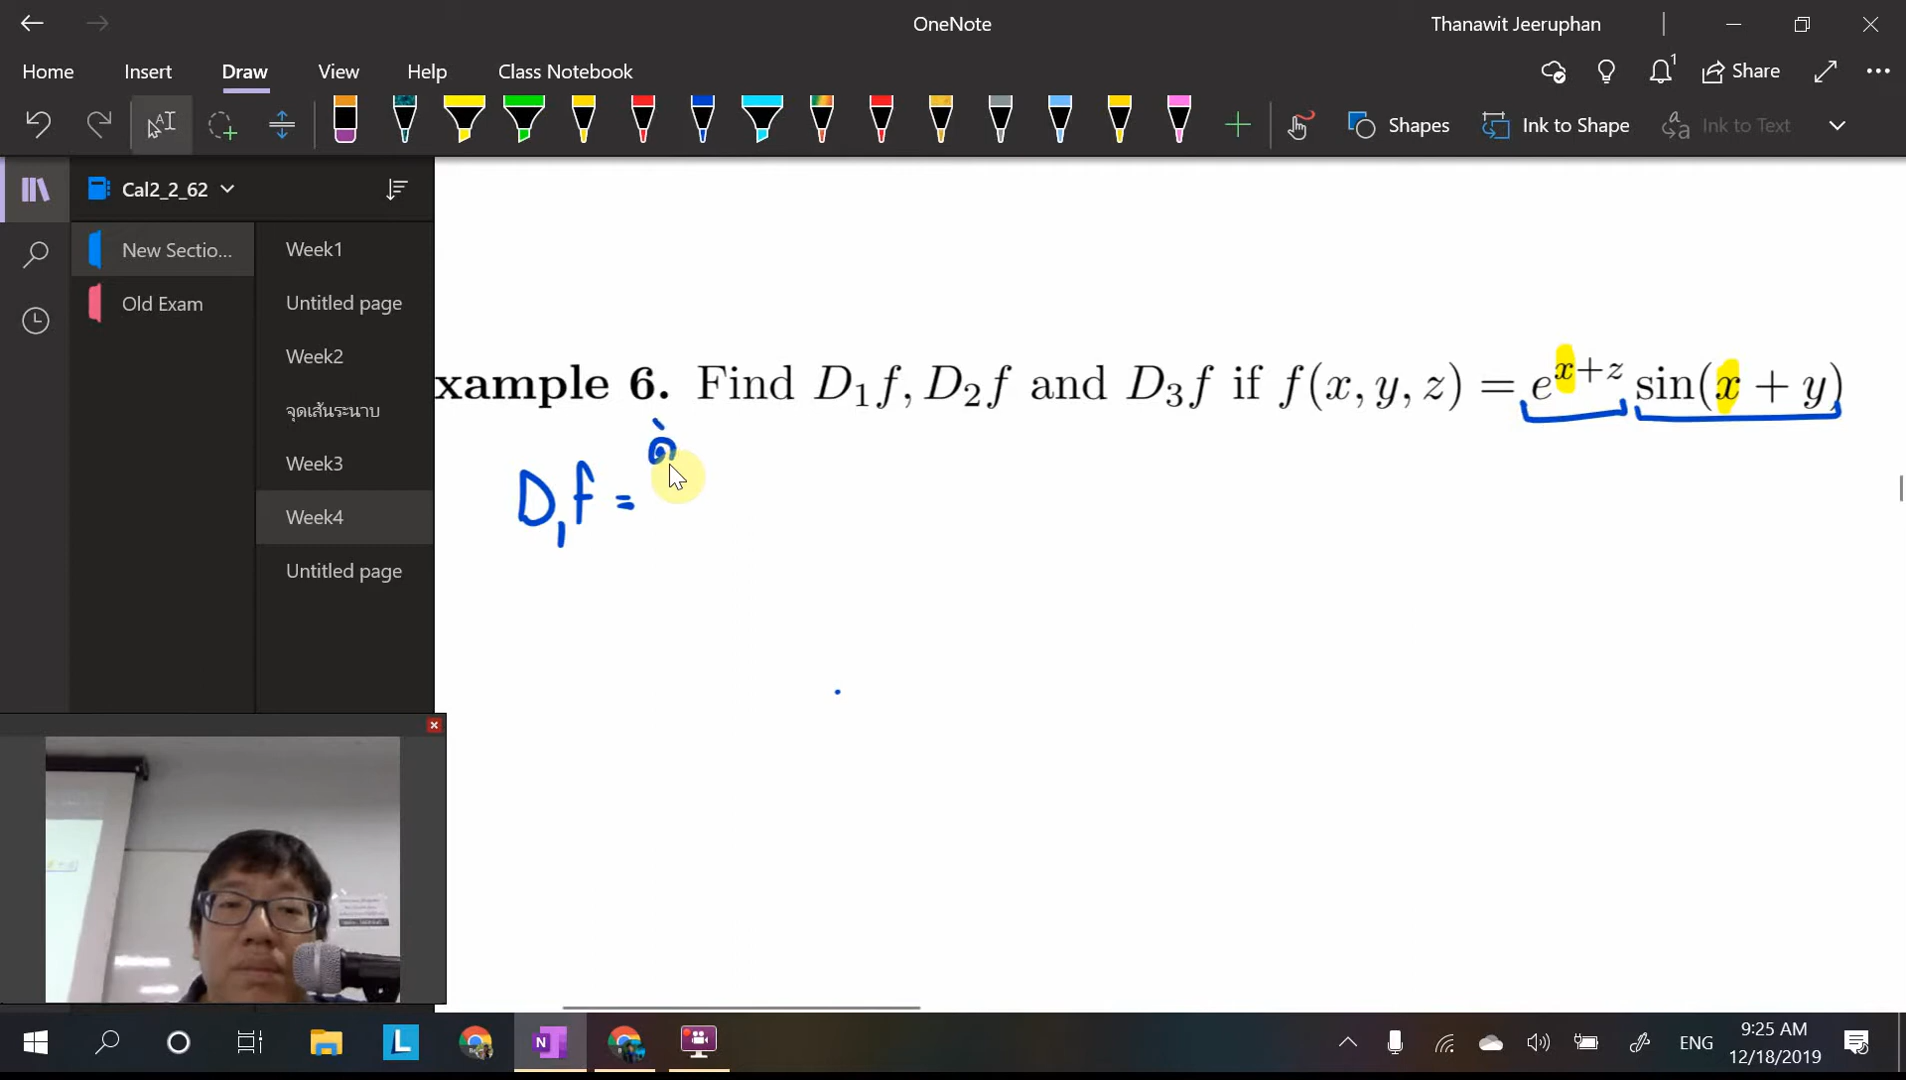 OneNote
Thanawit Jeeruphan
Home Insert Draw View Help Class Notebook
1
Share
Shapes
Ink to Shape
Ink to Text
Cal2_2_62
New Sectio...
Old Exam
Week1
Untitled page
Week2
จุดเส้นระนาบ
Week3
Week4
Untitled page
xample 6. Find D₁f, D₂f and D₃f if f(x, y, z) = e^{x+z} sin(x + y)
D₁f =
ENG
9:25 AM
12/18/2019